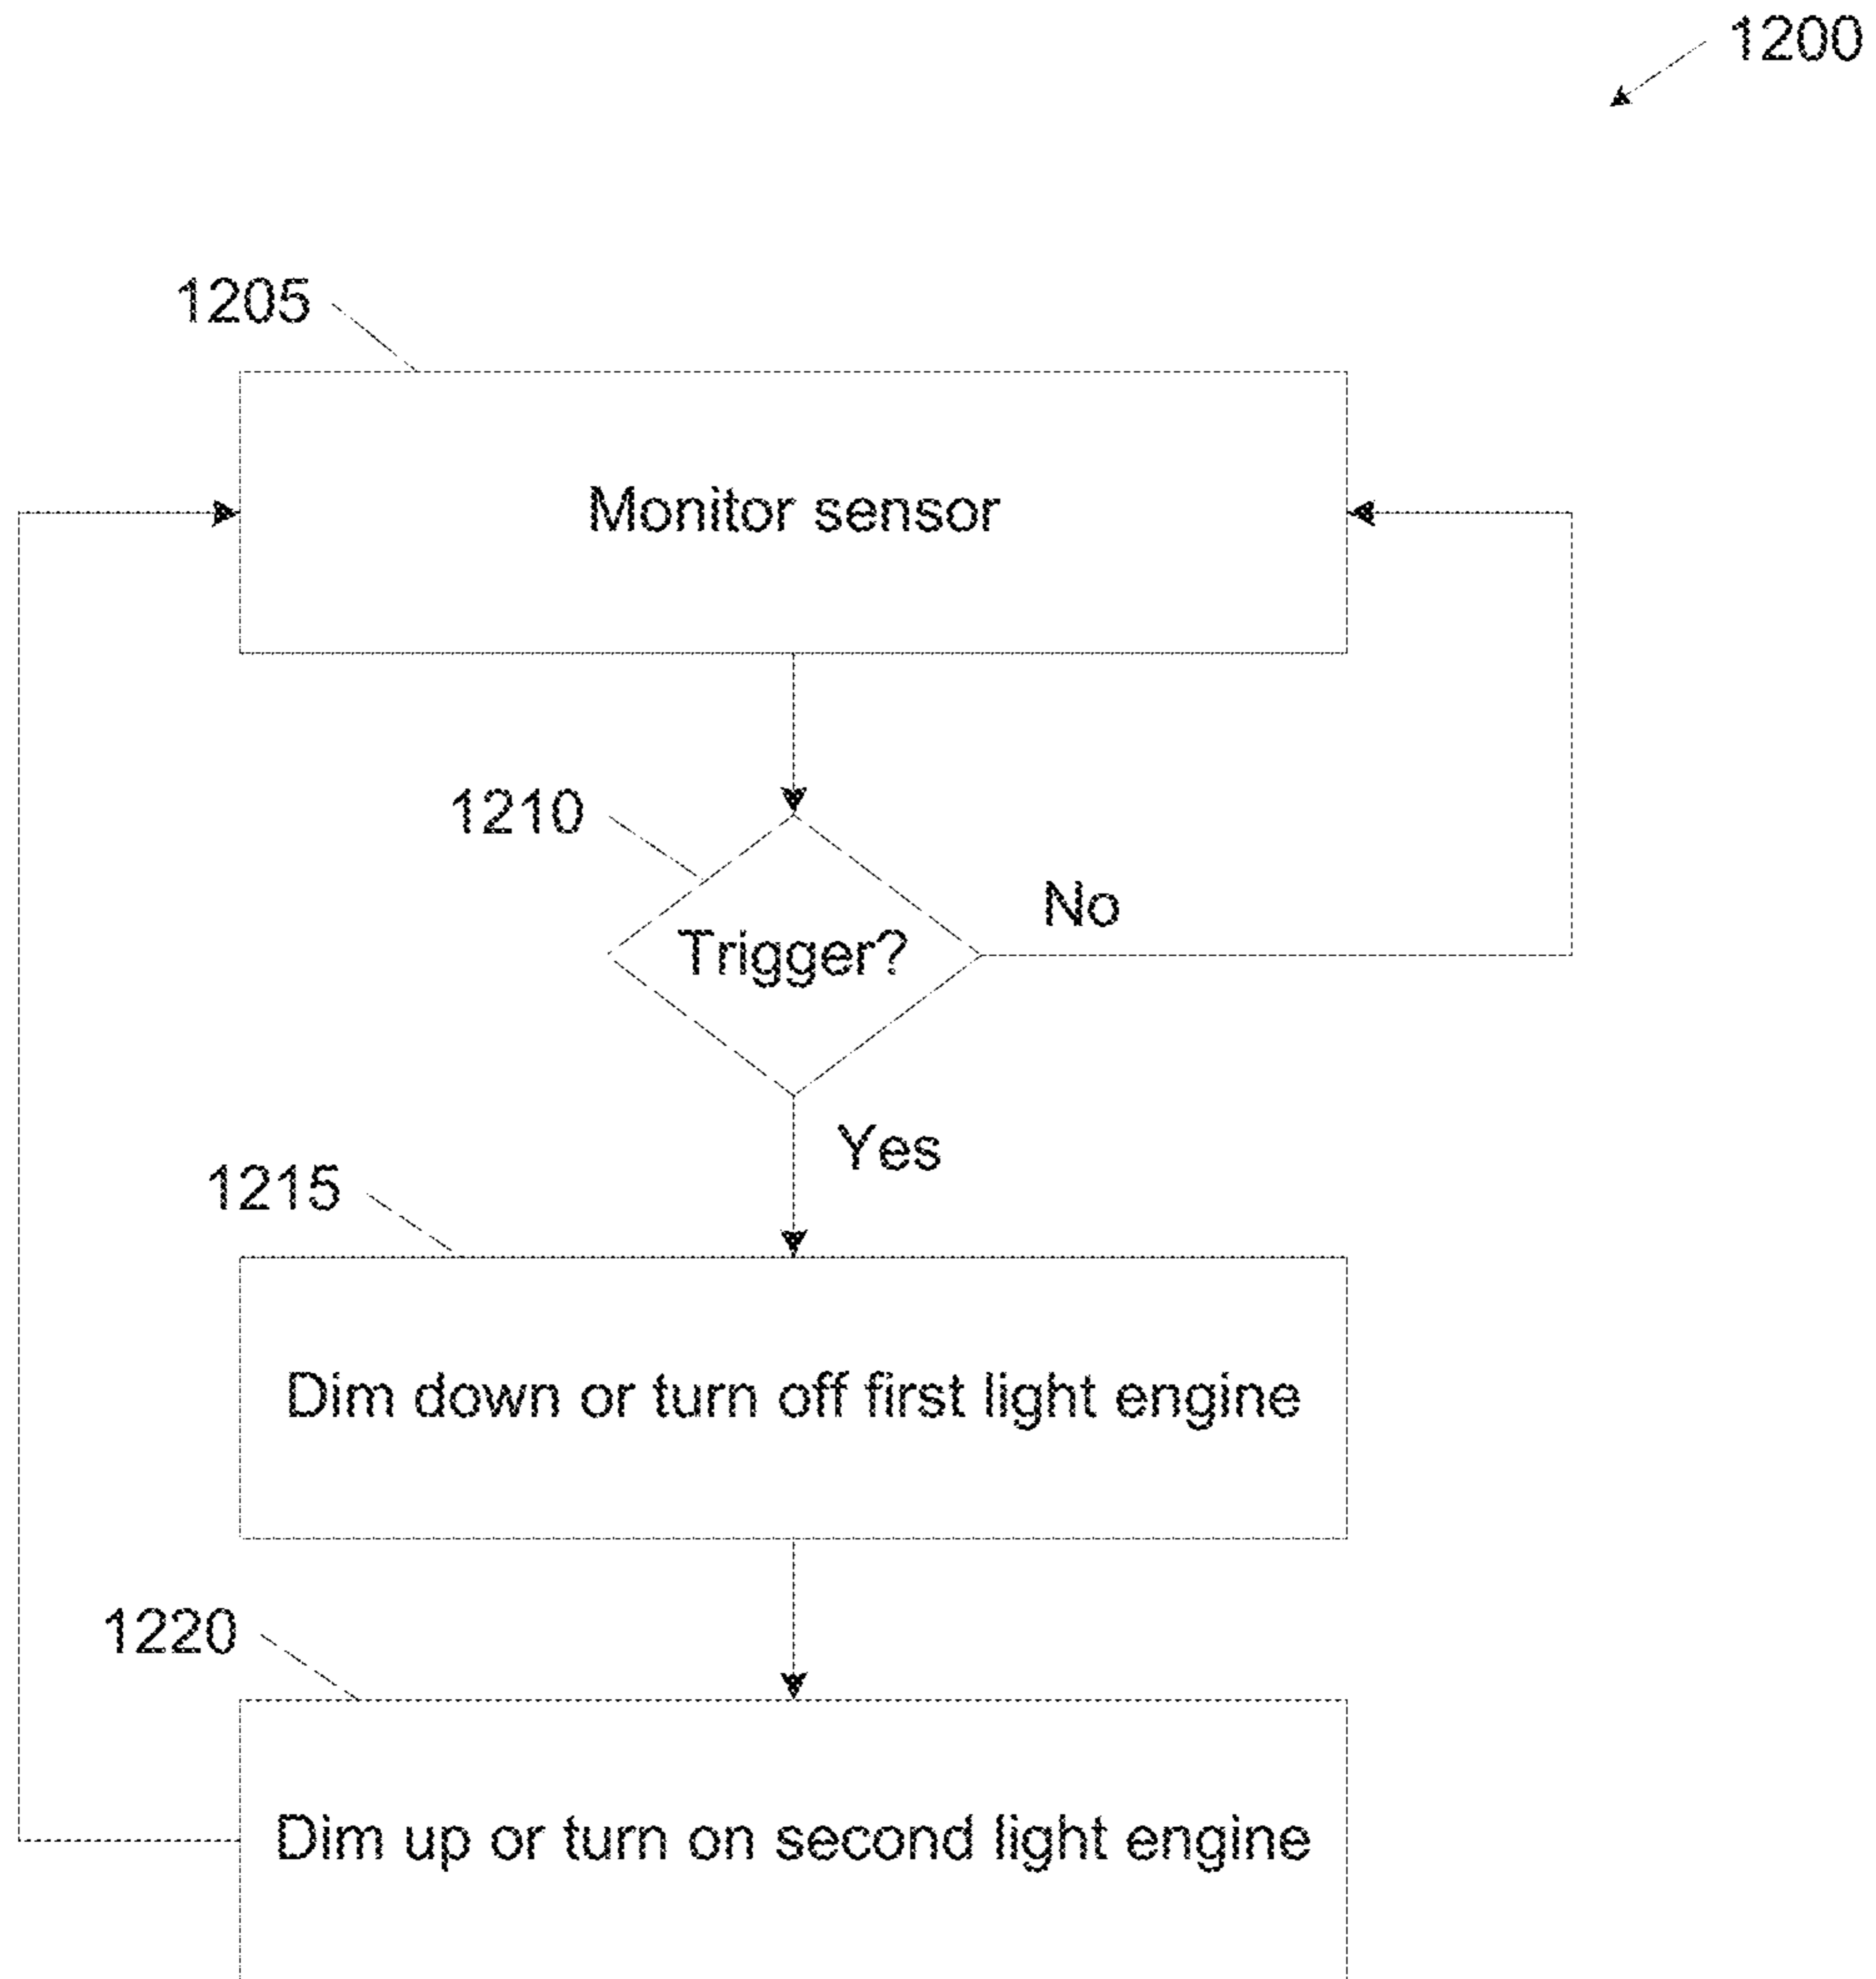 1200
1205
Monitor sensor
1210
No
Trigger?
Yes
1215
Dim down or turn off first light engine
1220
Dim up or turn on second light engine